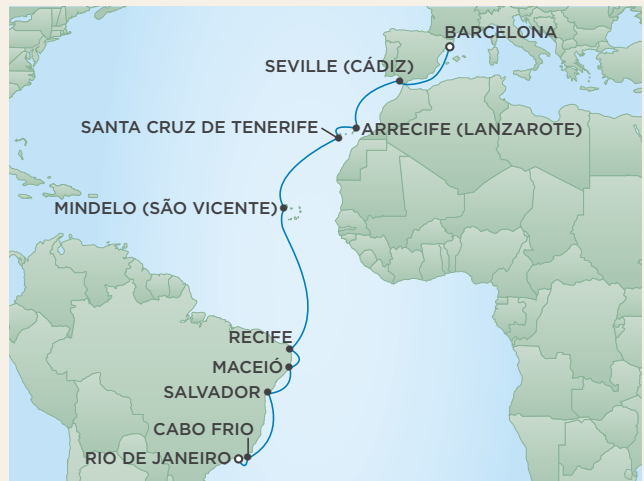 BARCELONA
SEVILLE (CÁDIZ)
SANTA CRUZ DE TENERIFE
ARRECIFE (LANZAROTE)
MINDELO (SÃO VICENTE)
RECIFE
MACEIÓ
SALVADOR
CABO FRIO
RIO DE JANEIRO